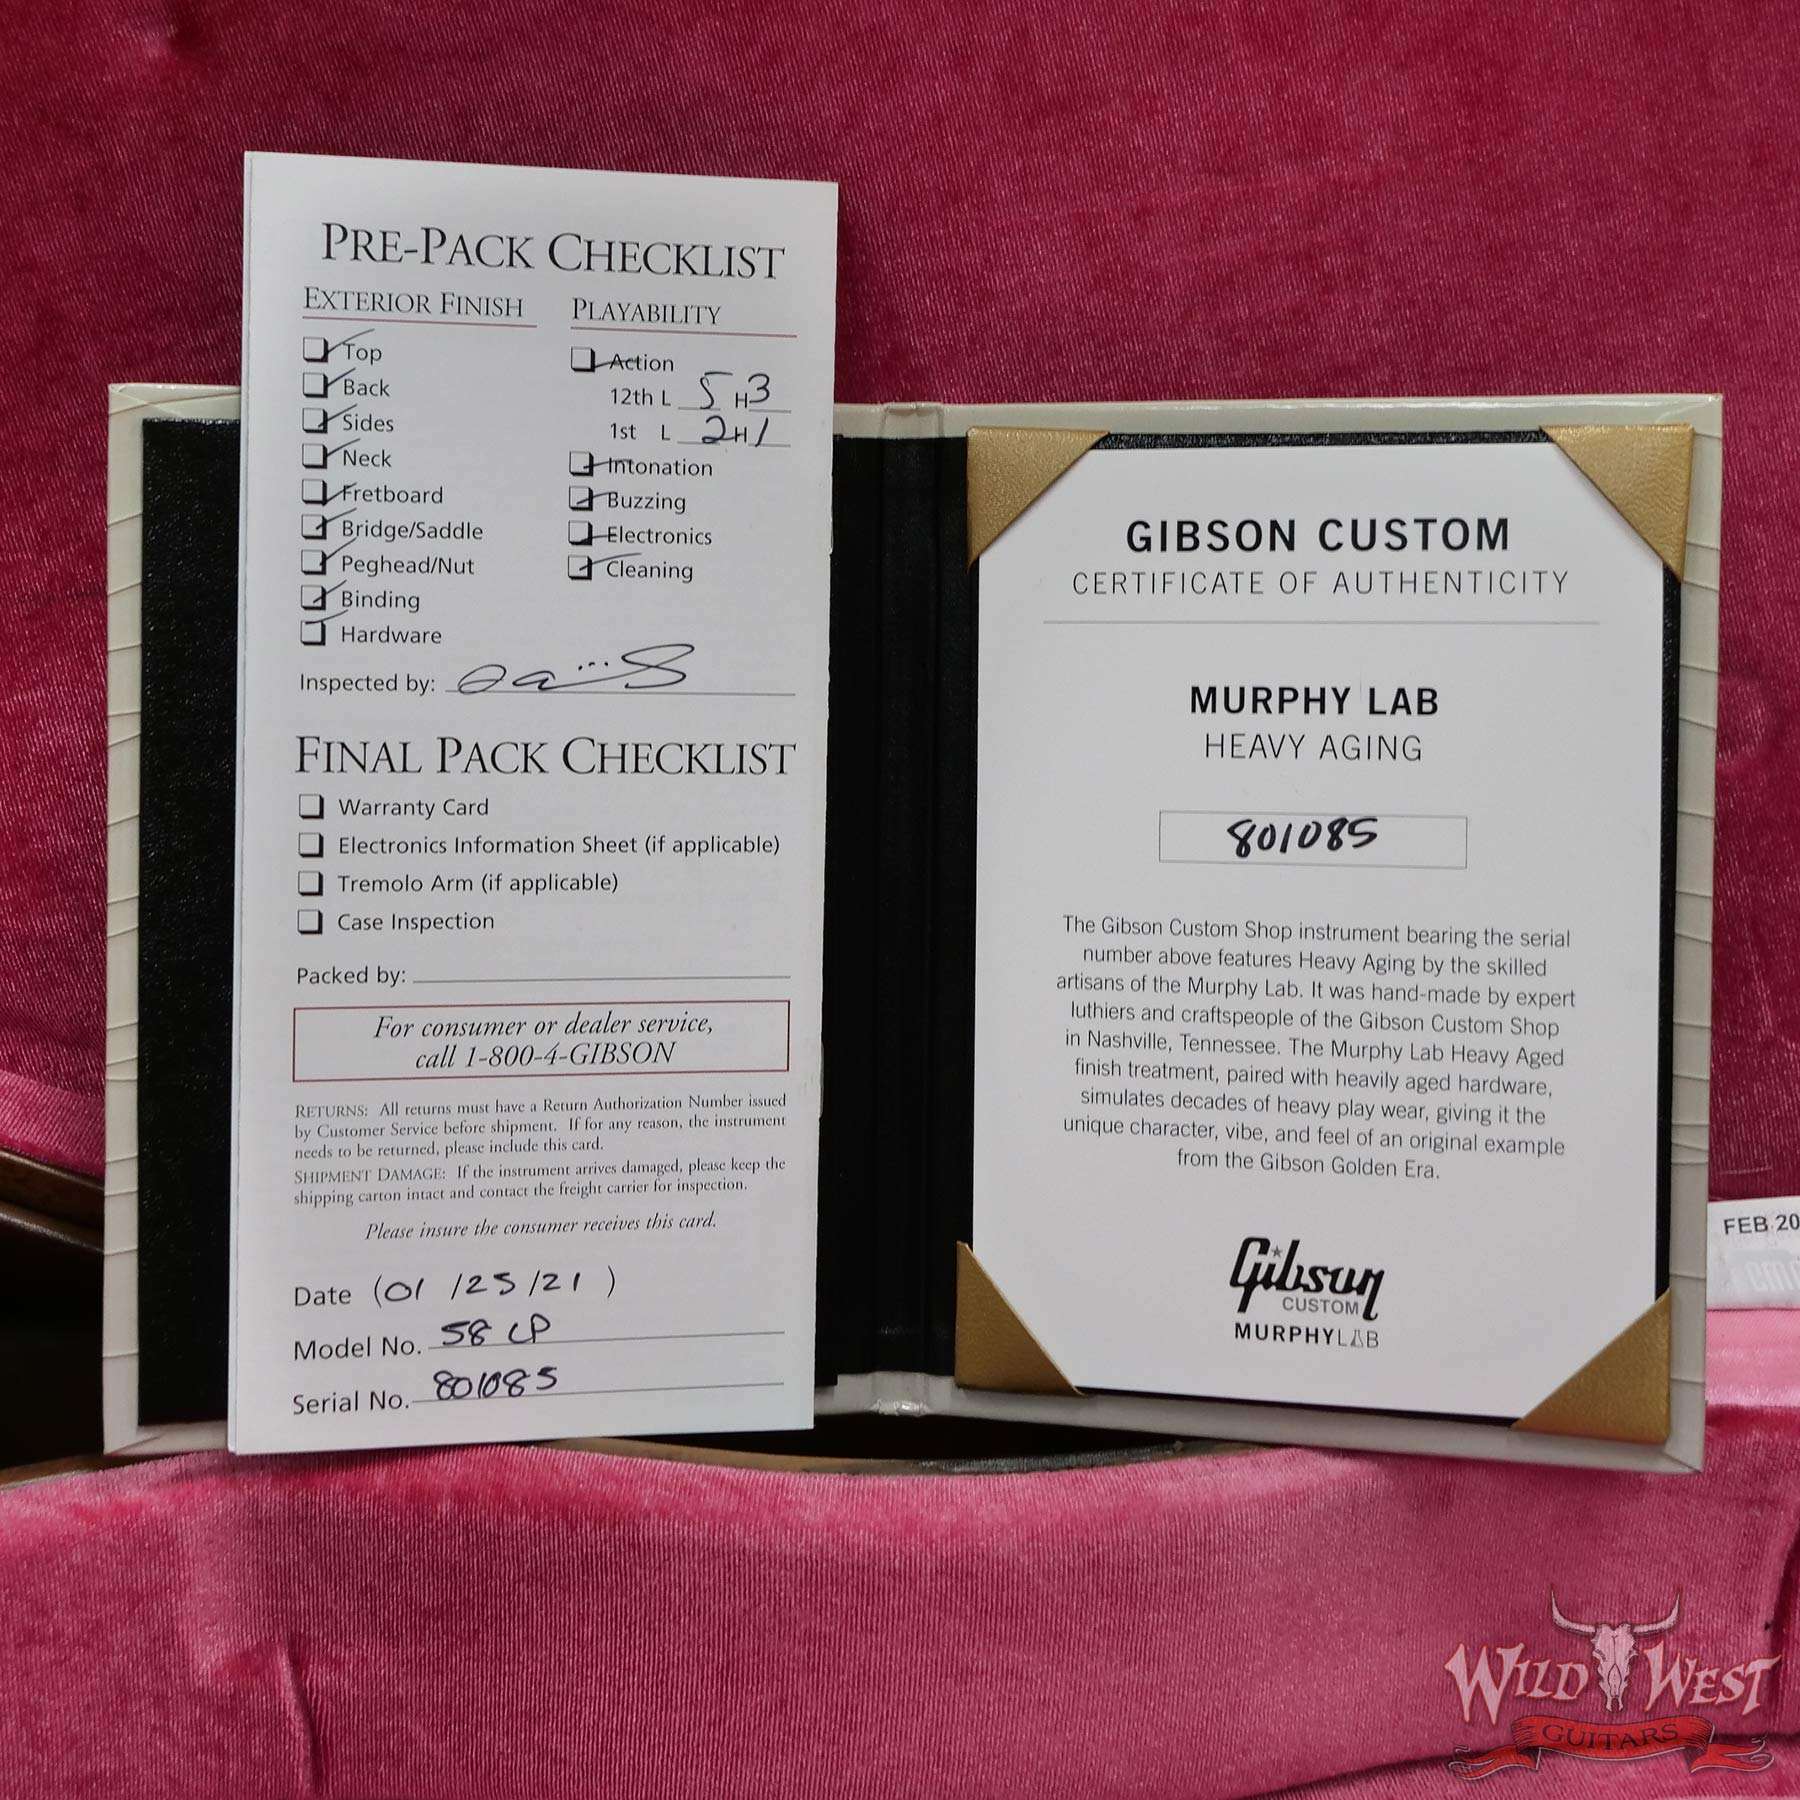 PRE-PACK CHECKLIST
EXTERIOR FINISH
Top
Back
Sides
Neck
Fretboard
Bridge/Saddle
Peghead/Nut
Binding
Hardware
PLAYABILITY
Action
12th L 5 H 3
1st L 2 H 1
Intonation
Buzzing
Electronics
Cleaning
Inspected by:
FINAL PACK CHECKLIST
Warranty Card
Electronics Information Sheet (if applicable)
Tremolo Arm (if applicable)
Case Inspection
Packed by:
For consumer or dealer service,
call 1-800-4-GIBSON
RETURNS: All returns must have a Return Authorization Number issued
by Customer Service before shipment. If for any reason, the instrument
needs to be returned, please include this card.
SHIPMENT DAMAGE: If the instrument arrives damaged, please keep the
shipping carton intact and contact the freight carrier for inspection.
Please insure the consumer receives this card.
Date (01/25/21)
Model No. 58 LP
Serial No. 801085
GIBSON CUSTOM
CERTIFICATE OF AUTHENTICITY
MURPHY LAB
HEAVY AGING
801085
The Gibson Custom Shop instrument bearing the serial
number above features Heavy Aging by the skilled
artisans of the Murphy Lab. It was hand-made by expert
luthiers and craftspeople of the Gibson Custom Shop
in Nashville, Tennessee. The Murphy Lab Heavy Aged
finish treatment, paired with heavily aged hardware,
simulates decades of heavy play wear, giving it the
unique character, vibe, and feel of an original example
from the Gibson Golden Era.
Gibson
CUSTOM
MURPHY LAB
FEB 20
WILD WEST
GUITARS